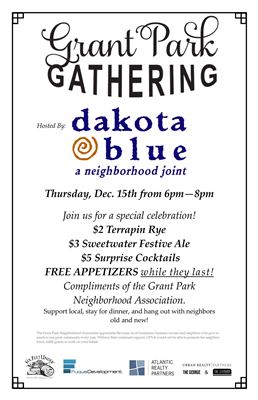 Grant Park
GATHERING
Hosted By: dakota
blue
a neighborhood joint
Thursday, Dec. 15th from 6pm—8pm
Join us for a special celebration!
$2 Terrapin Rye
$3 Sweetwater Festive Ale
$5 Surprise Cocktails
FREE APPETIZERS while they last!
Compliments of the Grant Park
Neighborhood Association.
Support local, stay for dinner, and hang out with neighbors
old and new!
ATLANTIC
REALTY
PARTNERS
URBAN REALTY PARTNERS
THE GEORGE &